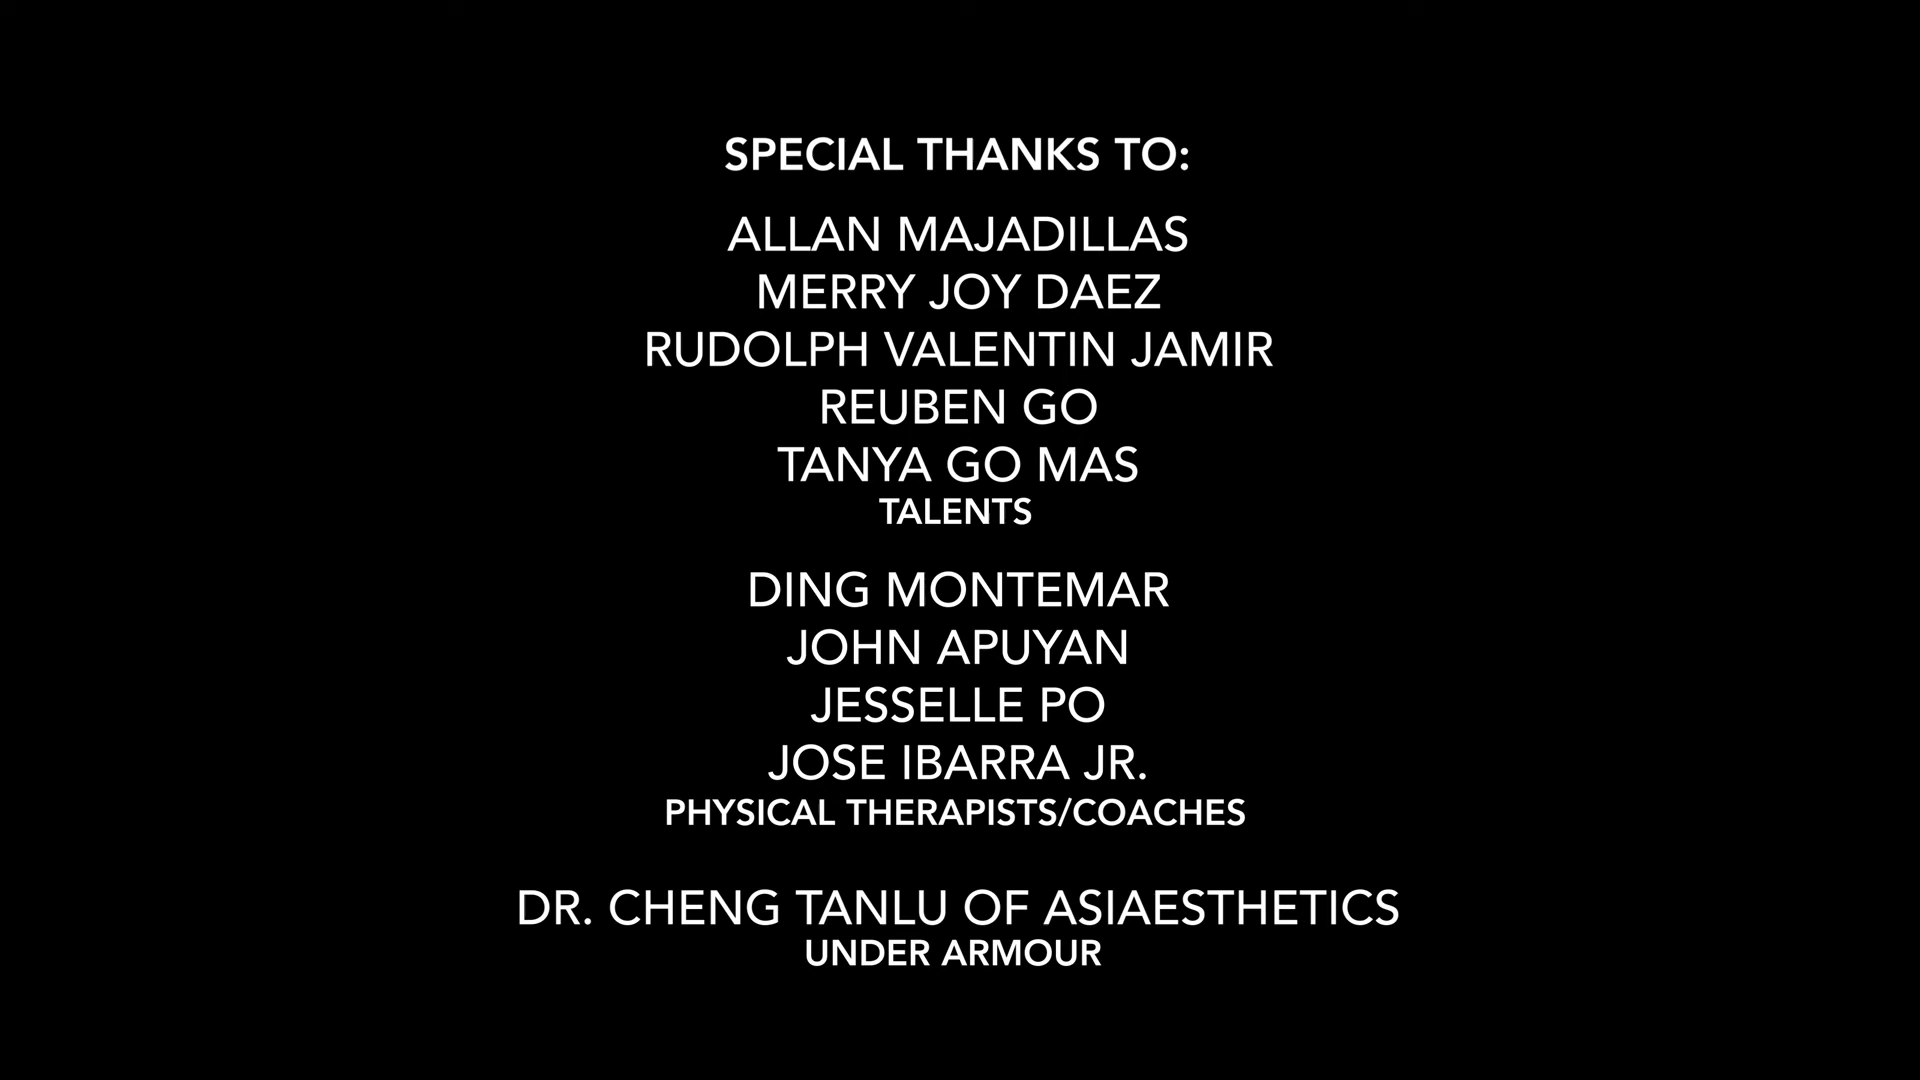 SPECIAL THANKS TO:
ALLAN MAJADILLAS
MERRY JOY DAEZ
RUDOLPH VALENTIN JAMIR
REUBEN GO
TANYA GO MAS
TALENTS
DING MONTEMAR
JOHN APUYAN
JESSELLE PO
JOSE IBARRA JR.
PHYSICAL THERAPISTS/COACHES
DR. CHENG TANLU OF ASIAESTHETICS
UNDER ARMOUR